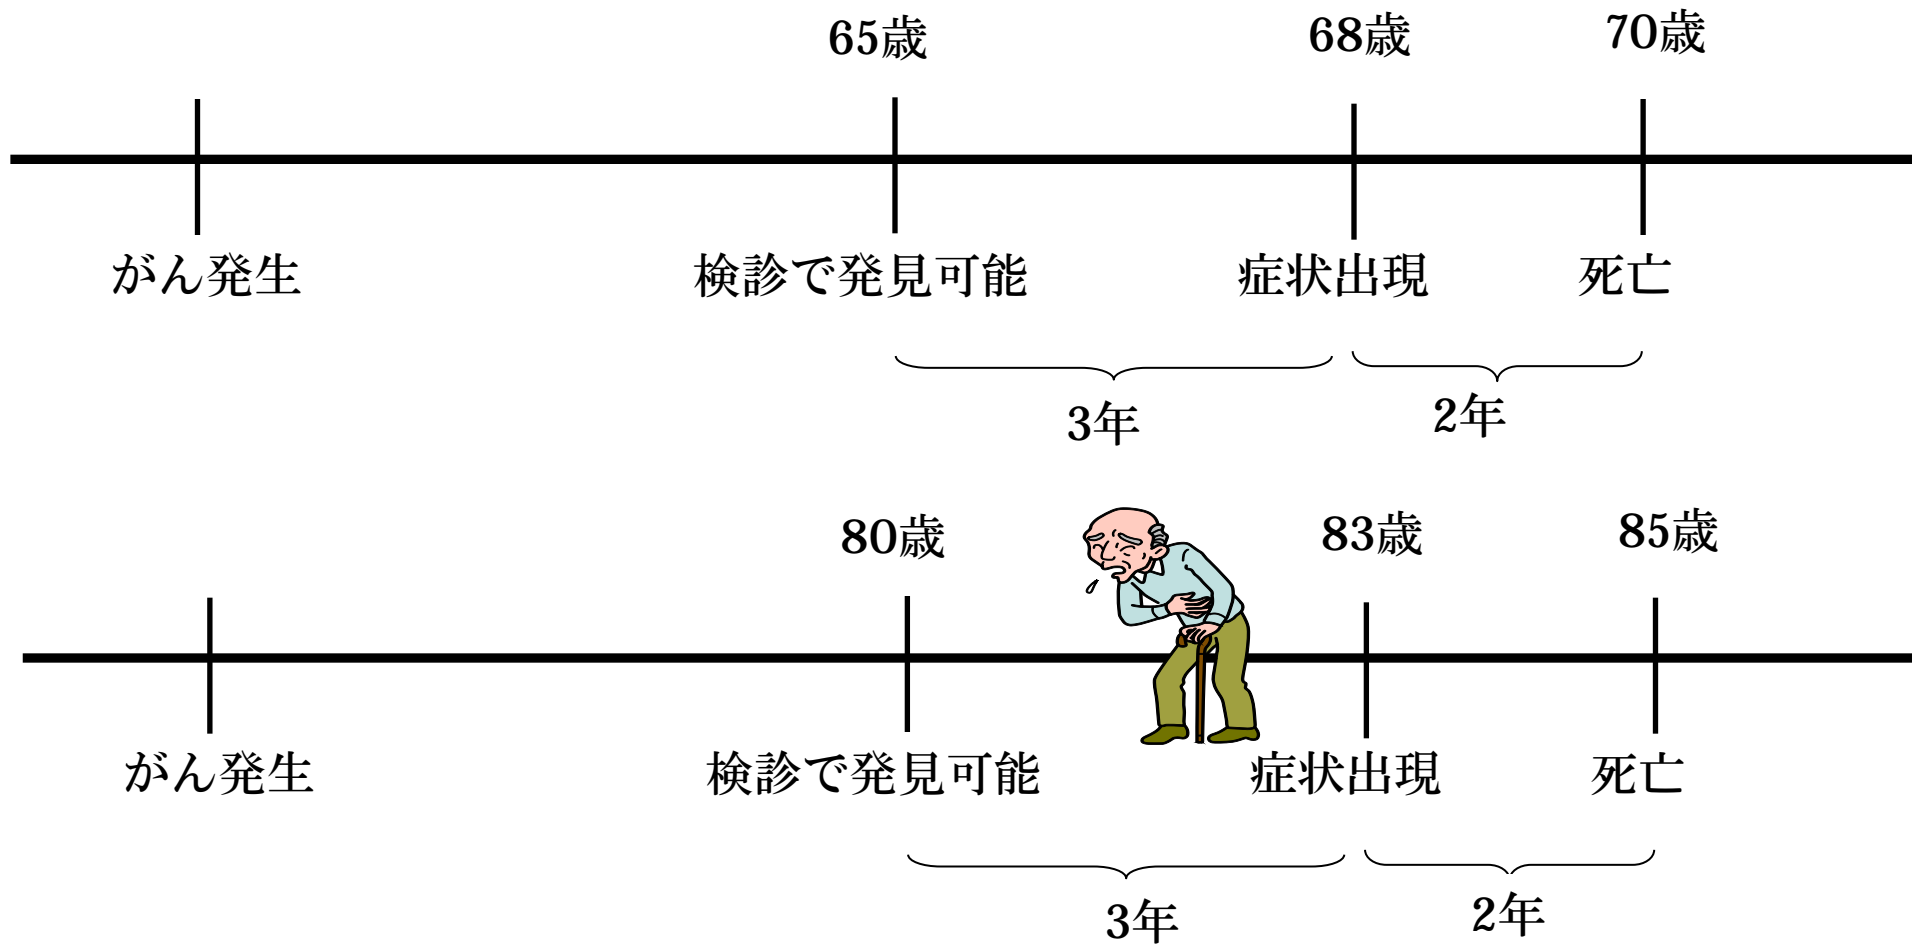 65歳 68歳 70歳
がん発生 検診で発見可能 症状出現 死亡
3年 2年
80歳 83歳 85歳
がん発生 検診で発見可能 症状出現 死亡
3年 2年